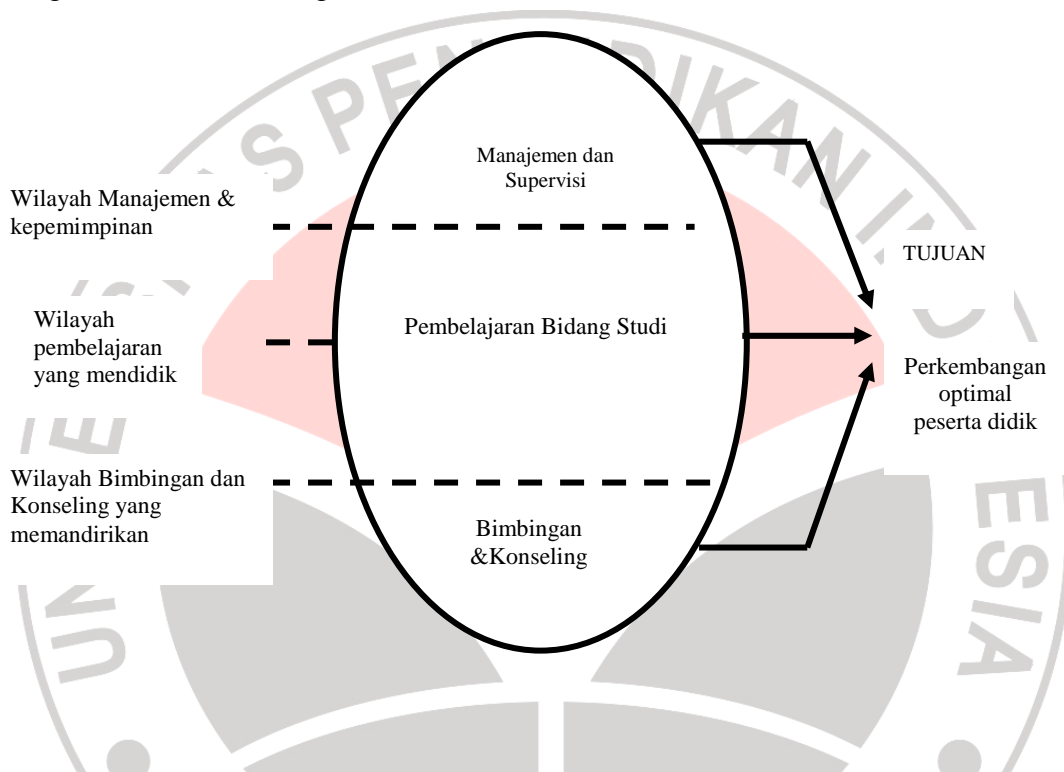 Wilayah Manajemen &
kepemimpinan
Manajemen dan
Supervisi
Wilayah
pembelajaran
yang mendidik
Pembelajaran Bidang Studi
Wilayah Bimbingan dan
Konseling yang
memandirikan
Bimbingan
&Konseling
TUJUAN
Perkembangan
optimal
peserta didik